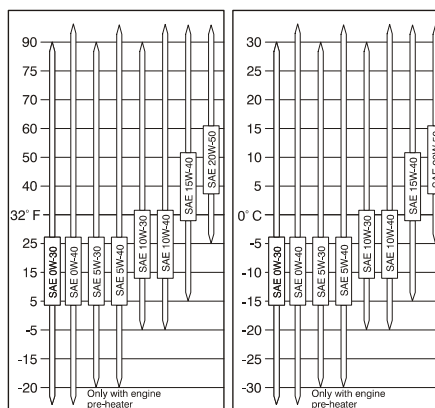 90
75
70
60
50
40
32° F
25
15
5
-5
-15
-20
SAE 0W-30
SAE 0W-40
SAE 5W-30
SAE 5W-40
SAE 10W-30
SAE 10W-40
SAE 15W-40
SAE 20W-50
Only with engine
pre-heater
30
25
20
15
10
5
0° C
-5
-10
-15
-20
-25
-30
SAE 0W-30
SAE 0W-40
SAE 5W-30
SAE 5W-40
SAE 10W-30
SAE 10W-40
SAE 15W-40
Only with engine
pre-heater